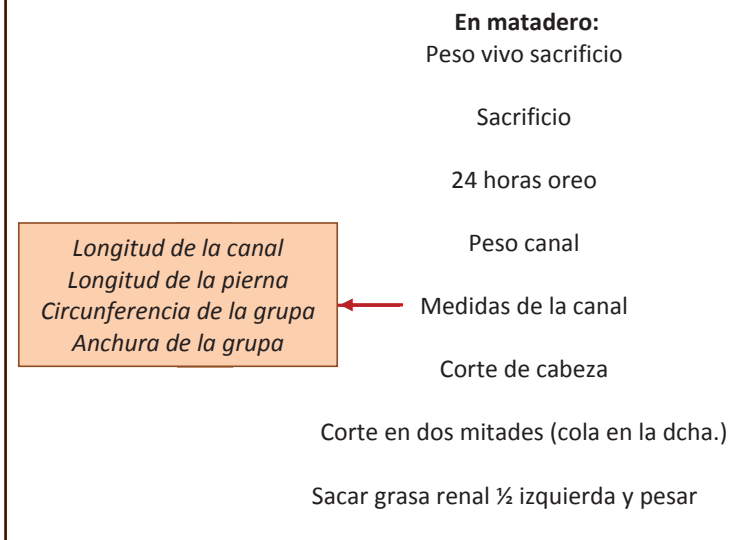 En matadero:
Peso vivo sacrificio
Sacrificio
24 horas oreo
Peso canal
Longitud de la canal
Longitud de la pierna
Circunferencia de la grupa
Anchura de la grupa
Medidas de la canal
Corte de cabeza
Corte en dos mitades (cola en la dcha.)
Sacar grasa renal ½ izquierda y pesar